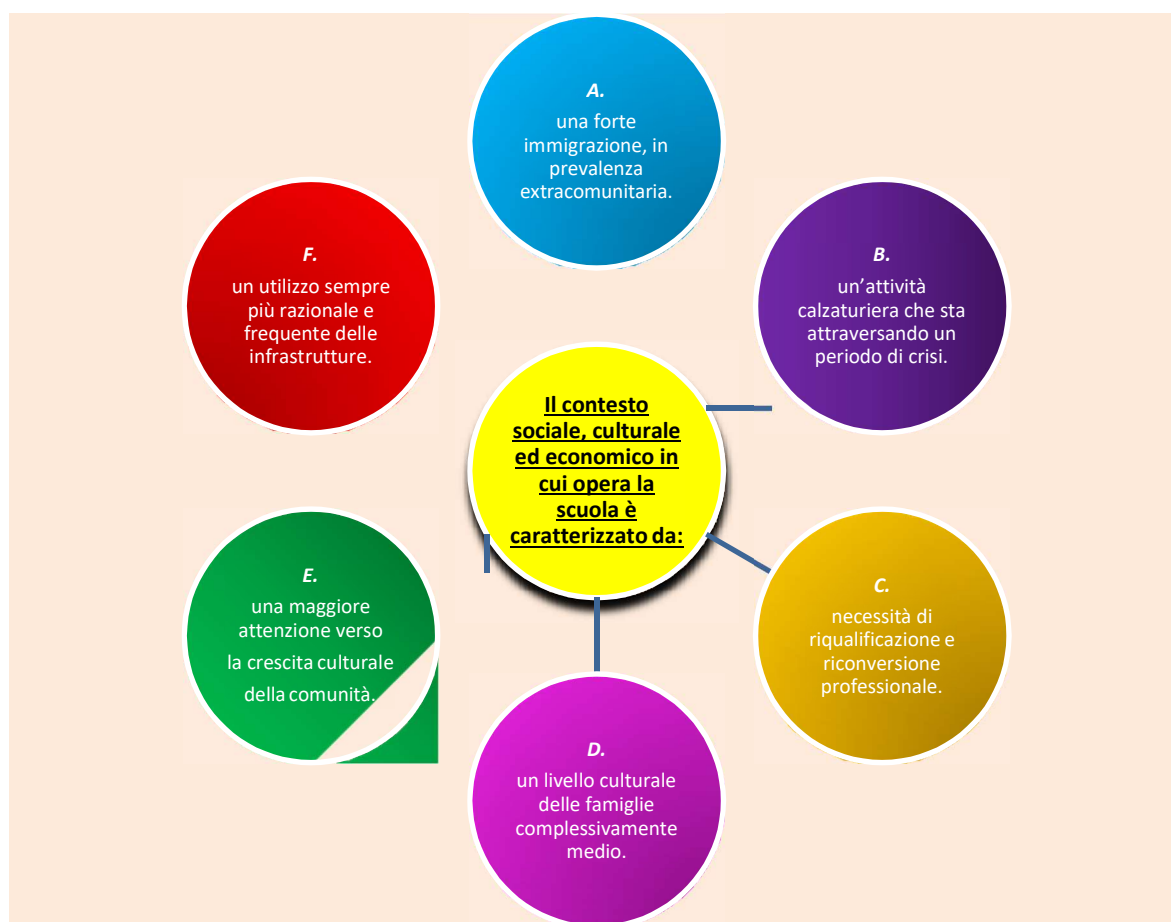 A.
una forte
immigrazione, in
prevalenza
extracomunitaria.
B.
un’attività
calzaturiera che sta
attraversando un
periodo di crisi.
C.
necessità di
riqualificazione e
riconversione
professionale.
D.
un livello culturale
delle famiglie
complessivamente
medio.
E.
una maggiore
attenzione verso
la crescita culturale
della comunità.
F.
un utilizzo sempre
più razionale e
frequente delle
infrastrutture.
Il contesto
sociale, culturale
ed economico in
cui opera la
scuola è
caratterizzato da: